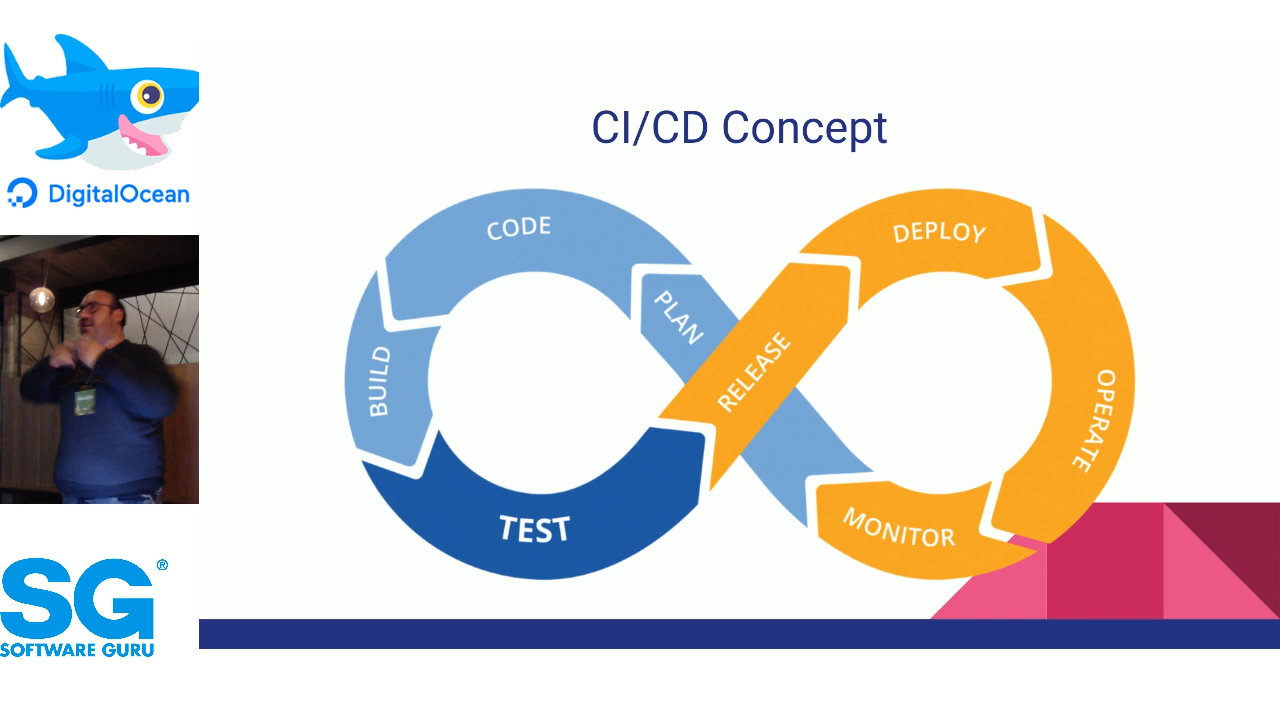 DigitalOcean
SG®
SOFTWARE GURU
CI/CD Concept
CODE
DEPLOY
PLAN
RELEASE
BUILD
OPERATE
TEST
MONITOR